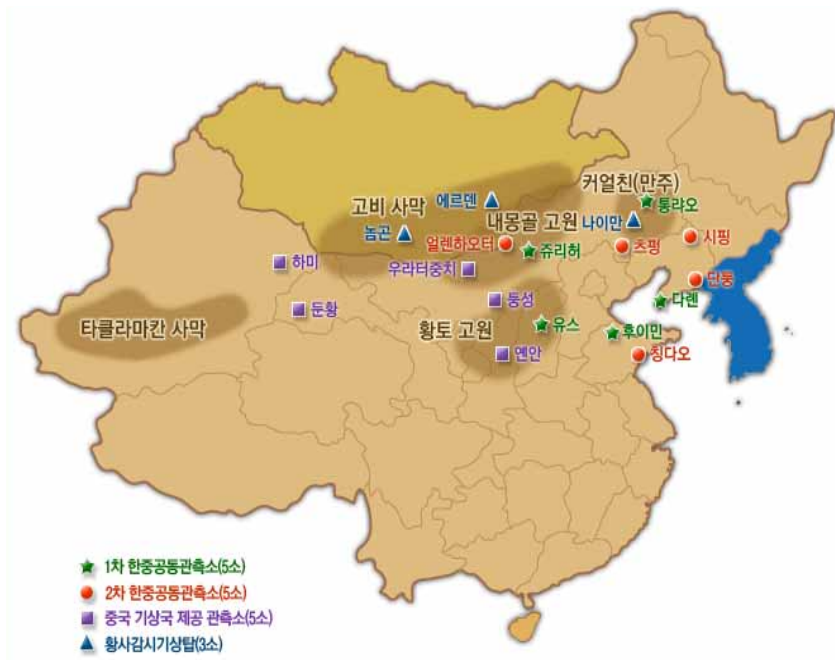 커얼친(만주)
통랴오
고비 사막
에르덴
내몽골 고원
나이만
놈곤
얼렌하오터
쥬리허
츠펑
시핑
하미
우라터중치
단둥
둔황
둥성
다롄
타클라마칸 사막
황토 고원
유스
후이민
옌안
칭다오
1차 한중공동관측소(5소)
2차 한중공동관측소(5소)
중국 기상국 제공 관측소(5소)
황사감시기상탑(3소)